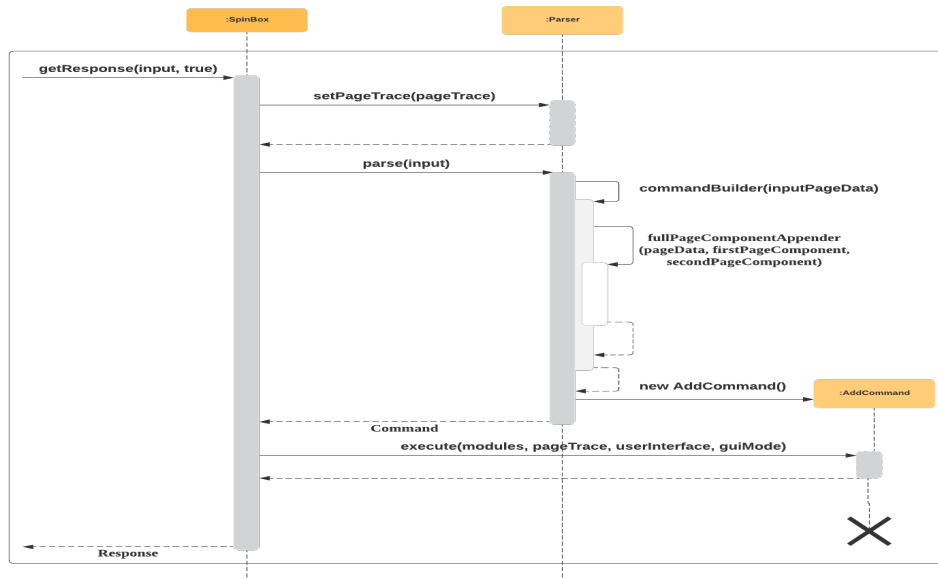 :SpinBox
:Parser
getResponse(input, true)
setPageTrace(pageTrace)
parse(input)
commandBuilder(inputPageData)
fullPageComponentAppender
(pageData, firstPageComponent,
secondPageComponent)
new AddCommand()
:AddCommand
Command
execute(modules, pageTrace, userInterface, guiMode)
Response